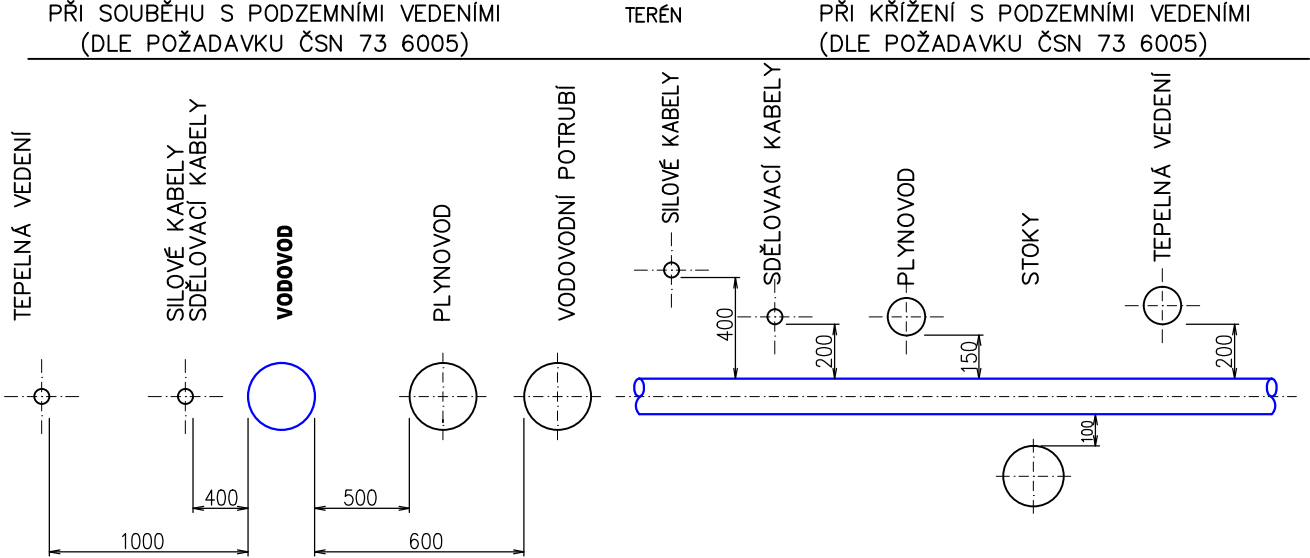 PŘI SOUBĚHU S PODZEMNÍMI VEDENÍMI
(DLE POŽADAVKU ČSN 73 6005)
TERÉN
PŘI KŘÍŽENÍ S PODZEMNÍMI VEDENÍMI
(DLE POŽADAVKU ČSN 73 6005)
TEPELNÁ VEDENÍ
SILOVÉ KABELY
SDĚLOVACÍ KABELY
VODOVOD
PLYNOVOD
VODOVODNÍ POTRUBÍ
SILOVÉ KABELY
SDĚLOVACÍ KABELY
PLYNOVOD
STOKY
TEPELNÁ VEDENÍ
400
200
150
200
100
400
500
1000
600